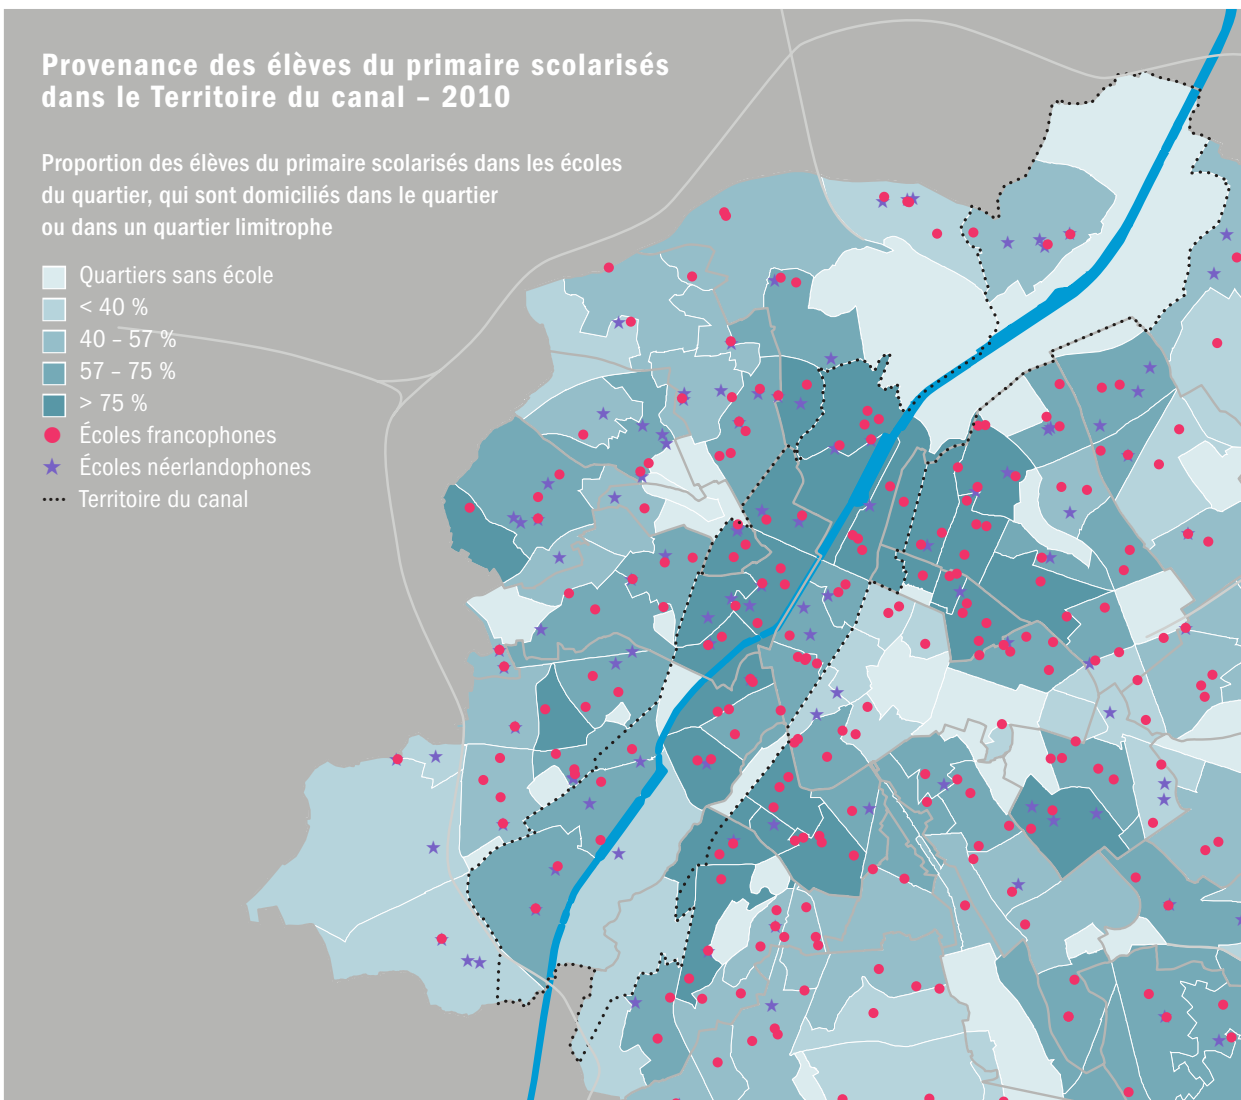 Provenance des élèves du primaire scolarisés
dans le Territoire du canal – 2010
Proportion des élèves du primaire scolarisés dans les écoles
du quartier, qui sont domiciliés dans le quartier
ou dans un quartier limitrophe
Quartiers sans école
< 40 %
40 – 57 %
57 – 75 %
> 75 %
Écoles francophones
Écoles néerlandophones
Territoire du canal